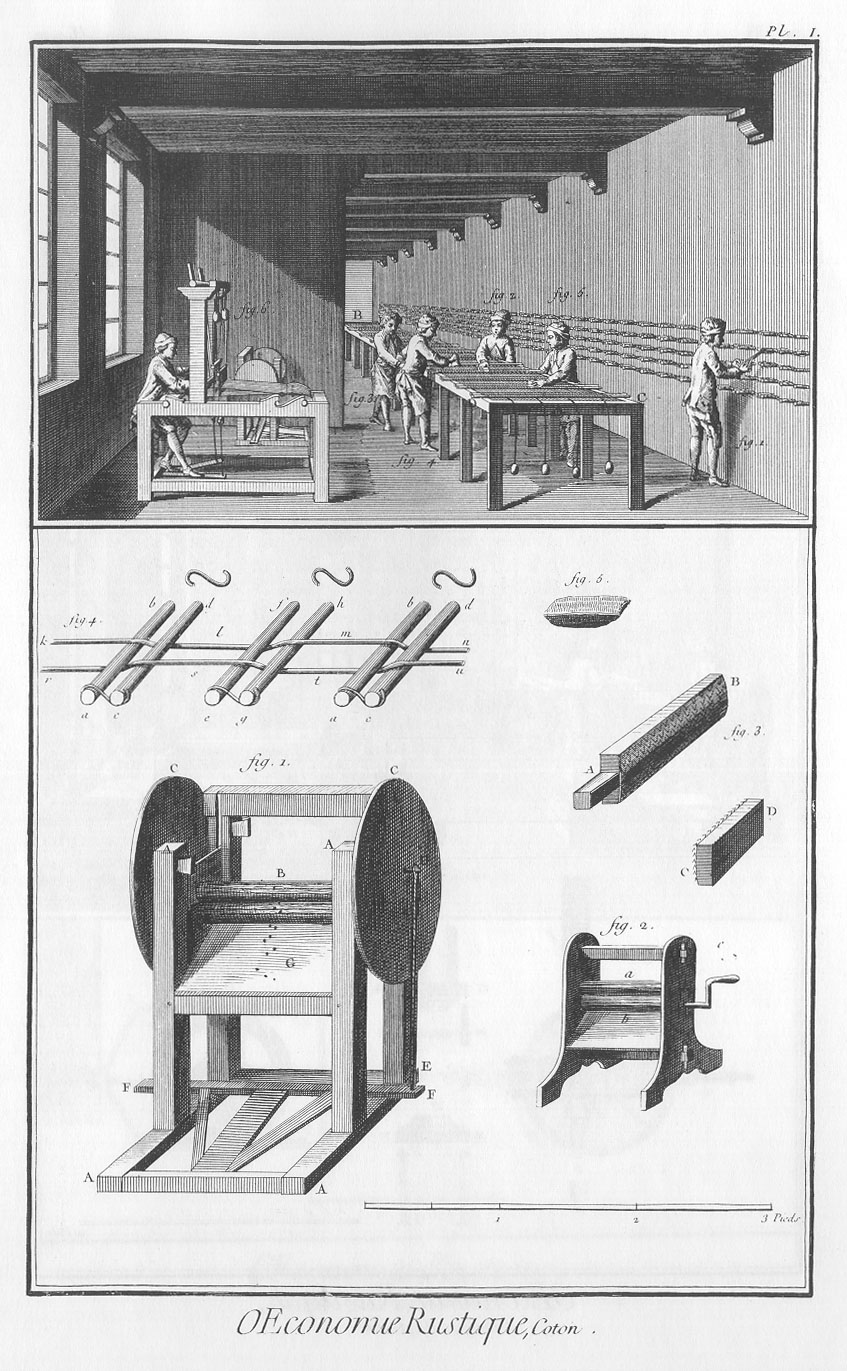 Pl. I.
fig. 6.
B
fig. 2
fig. 5.
C
fig. 3
fig. 4
fig. 1.
fig. 5.
fig 4.
b d f h b d
k l m n
r s t u
a c e g a c
B
fig. 3.
A
D
C
fig. 1.
C C
A A D
B
G
E
F F
A A
fig. 2.
c
a
b
1 2 3 Pieds
OEconomie Rustique, Coton.